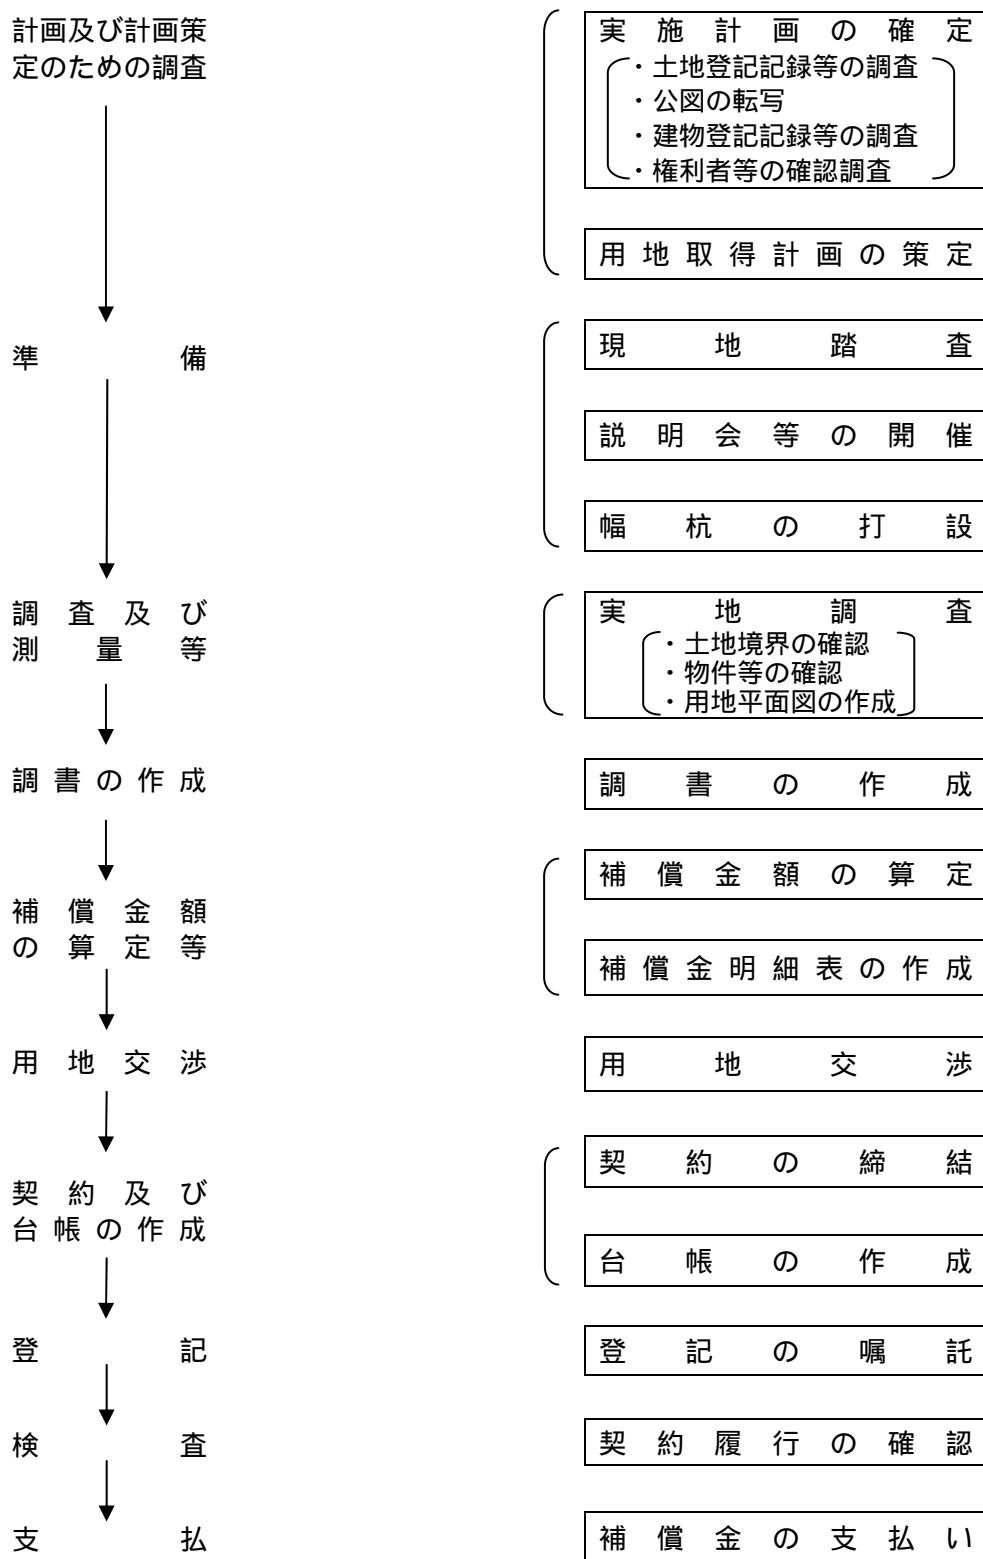 計画及び計画策
定のための調査
実施計画の確定
・土地登記記録等の調査
・公図の転写
・建物登記記録等の調査
・権利者等の確認調査
用地取得計画の策定
準備
現地踏査
説明会等の開催
幅杭の打設
調査及び
測量等
実地調査
・土地境界の確認
・物件等の確認
・用地平面図の作成
調書の作成
調書の作成
補償金額
の算定等
補償金額の算定
補償金明細表の作成
用地交渉
用地交渉
契約及び
台帳の作成
契約の締結
台帳の作成
登記
登記の嘱託
検査
契約履行の確認
支払
補償金の支払い